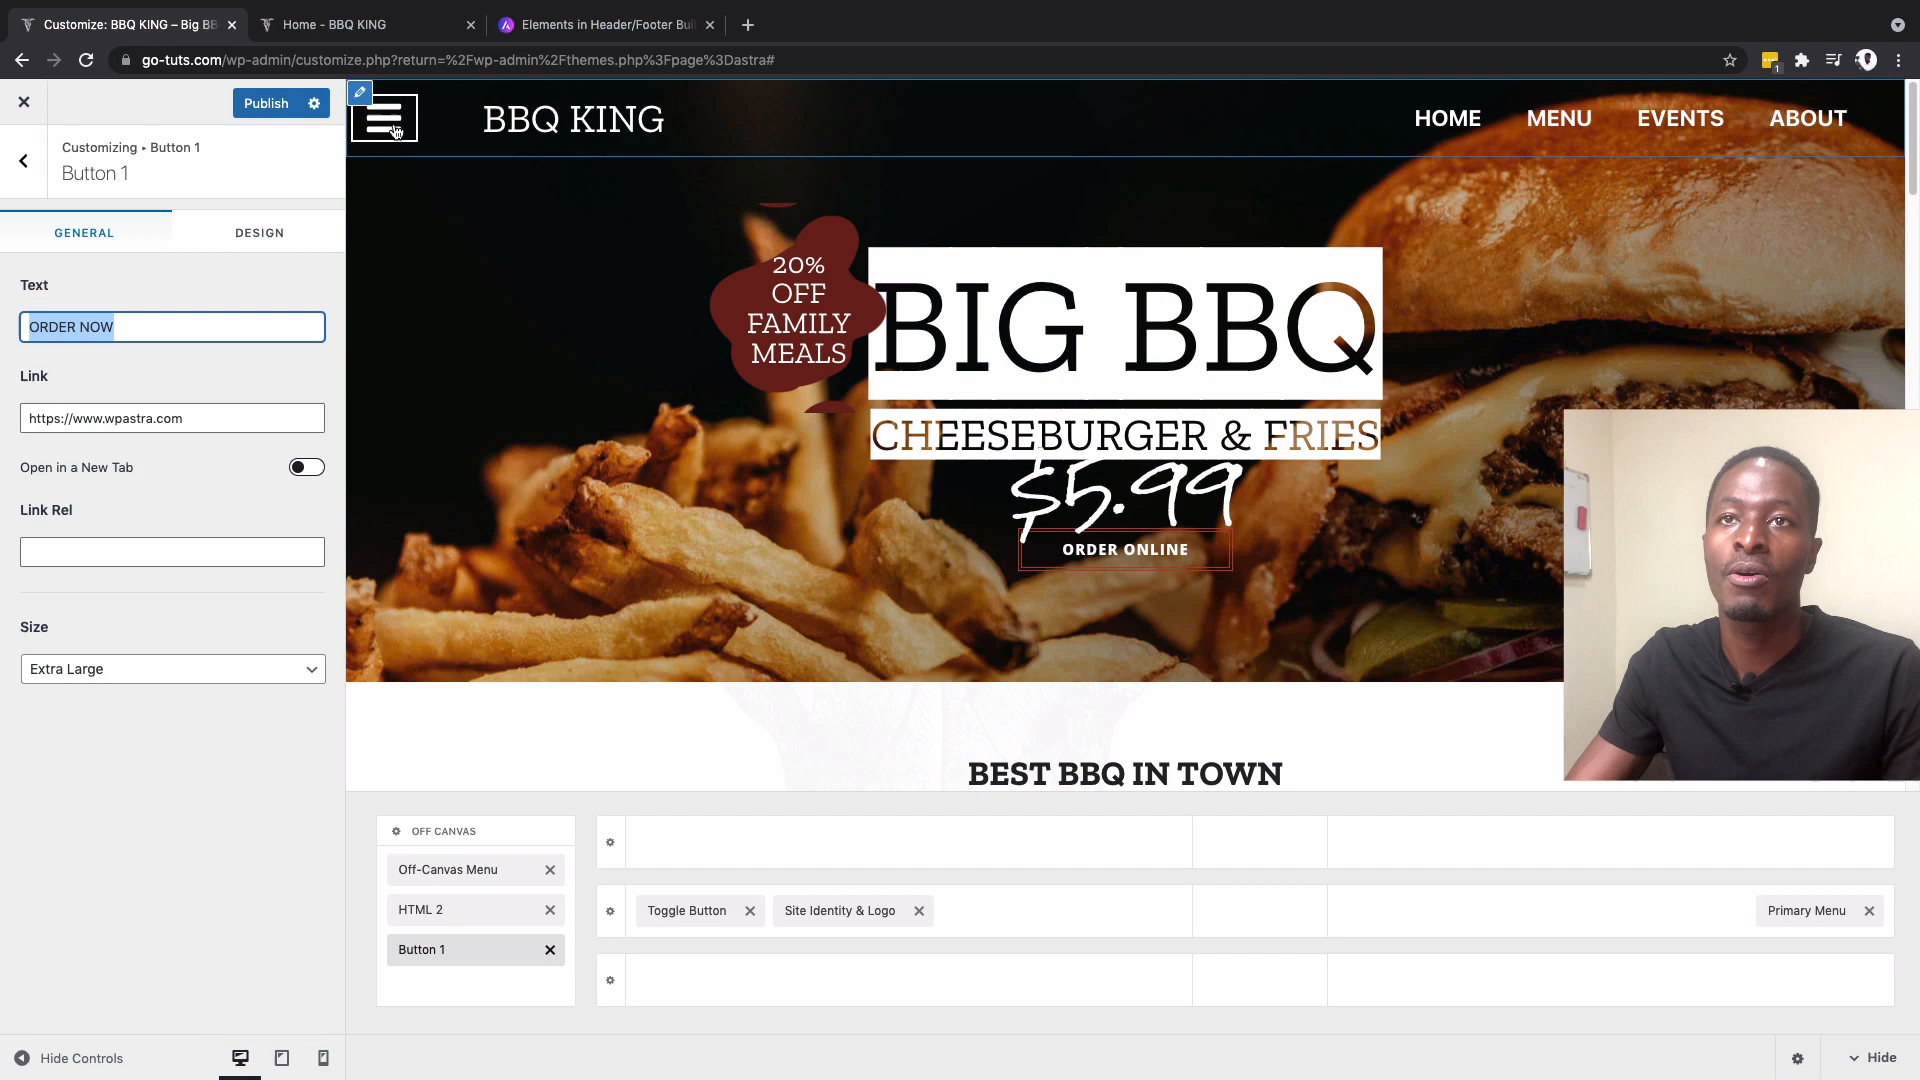 Customize: BBQ KING – Big BB
Home - BBQ KING
Elements in Header/Footer Bui
go-tuts.com/wp-admin/customize.php?return=%2Fwp-admin%2Fthemes.php%3Fpage%3Dastra#
1
Publish
Customizing ▸ Button 1
Button 1
GENERAL
DESIGN
Text
ORDER NOW
Link
https://www.wpastra.com
Open in a New Tab
Link Rel
Size
Extra Large
Hide Controls
BBQ KING
HOME
MENU
EVENTS
ABOUT
20%
OFF
FAMILY
MEALS
BIG BBQ
CHEESEBURGER & FRIES
$5.99
ORDER ONLINE
BEST BBQ IN TOWN
OFF CANVAS
Off-Canvas Menu
HTML 2
Button 1
Toggle Button
Site Identity & Logo
Primary Menu
Hide